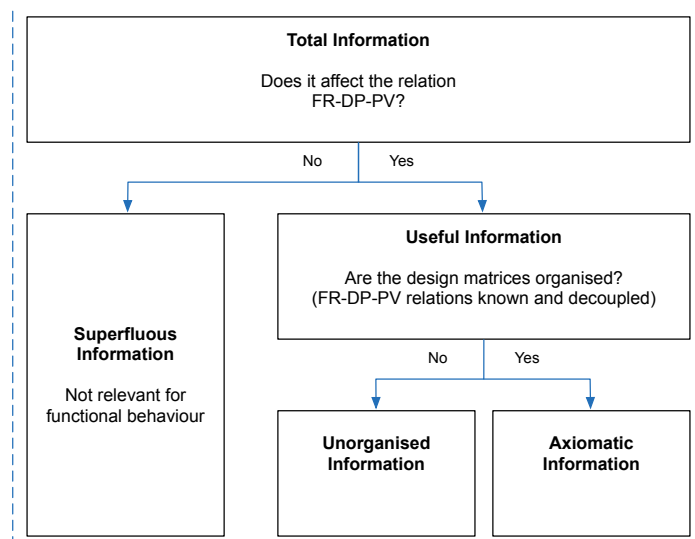 Total Information
Does it affect the relation
FR-DP-PV?
No
Yes
Superfluous
Information
Not relevant for
functional behaviour
Useful Information
Are the design matrices organised?
(FR-DP-PV relations known and decoupled)
No
Yes
Unorganised
Information
Axiomatic
Information